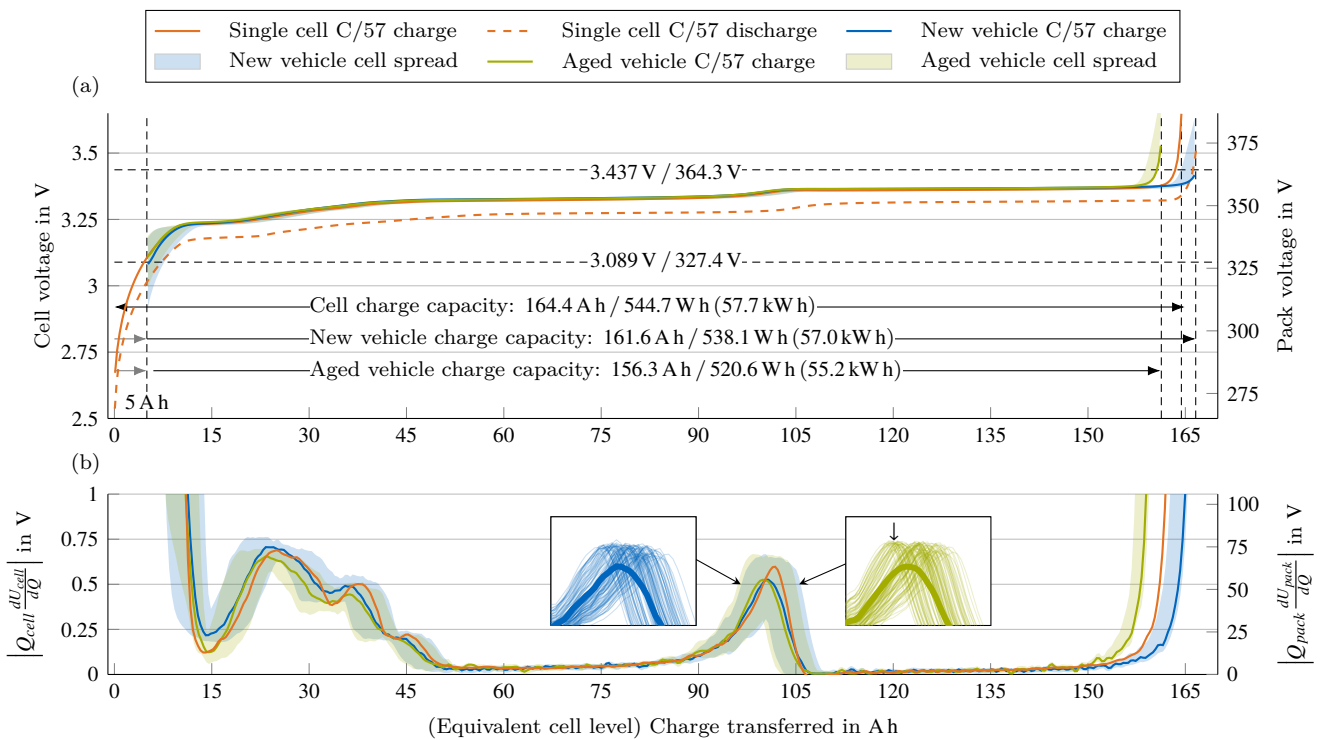 Single cell C/57 charge Single cell C/57 discharge New vehicle C/57 charge
New vehicle cell spread Aged vehicle C/57 charge Aged vehicle cell spread
(a)
Cell voltage in V
3.5
3.25
3
2.75
2.5
3.437 V / 364.3 V
3.089 V / 327.4 V
Cell charge capacity: 164.4 A h / 544.7 W h (57.7 kW h)
New vehicle charge capacity: 161.6 A h / 538.1 W h (57.0 kW h)
Aged vehicle charge capacity: 156.3 A h / 520.6 W h (55.2 kW h)
5 A h
375
350
325
300
275
Pack voltage in V
0 15 30 45 60 75 90 105 120 135 150 165
(b)
|Q_cell dU_cell/dQ| in V
1
0.75
0.5
0.25
0
100
75
50
25
0
|Q_pack dU_pack/dQ| in V
0 15 30 45 60 75 90 105 120 135 150 165
(Equivalent cell level) Charge transferred in A h